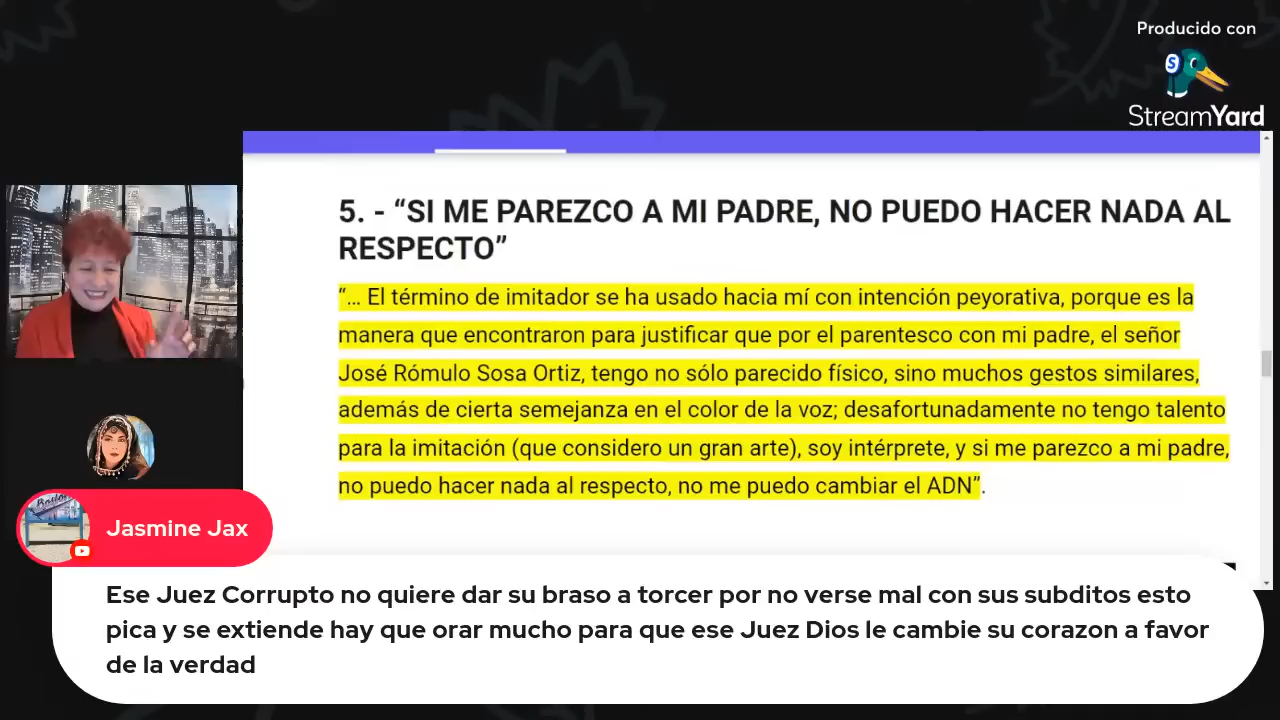 Producido con
StreamYard
5. - “SI ME PAREZCO A MI PADRE, NO PUEDO HACER NADA AL
RESPECTO”
“… El término de imitador se ha usado hacia mí con intención peyorativa, porque es la
manera que encontraron para justificar que por el parentesco con mi padre, el señor
José Rómulo Sosa Ortiz, tengo no sólo parecido físico, sino muchos gestos similares,
además de cierta semejanza en el color de la voz; desafortunadamente no tengo talento
para la imitación (que considero un gran arte), soy intérprete, y si me parezco a mi padre,
no puedo hacer nada al respecto, no me puedo cambiar el ADN”.
Jasmine Jax
Ese Juez Corrupto no quiere dar su braso a torcer por no verse mal con sus subditos esto
pica y se extiende hay que orar mucho para que ese Juez Dios le cambie su corazon a favor
de la verdad